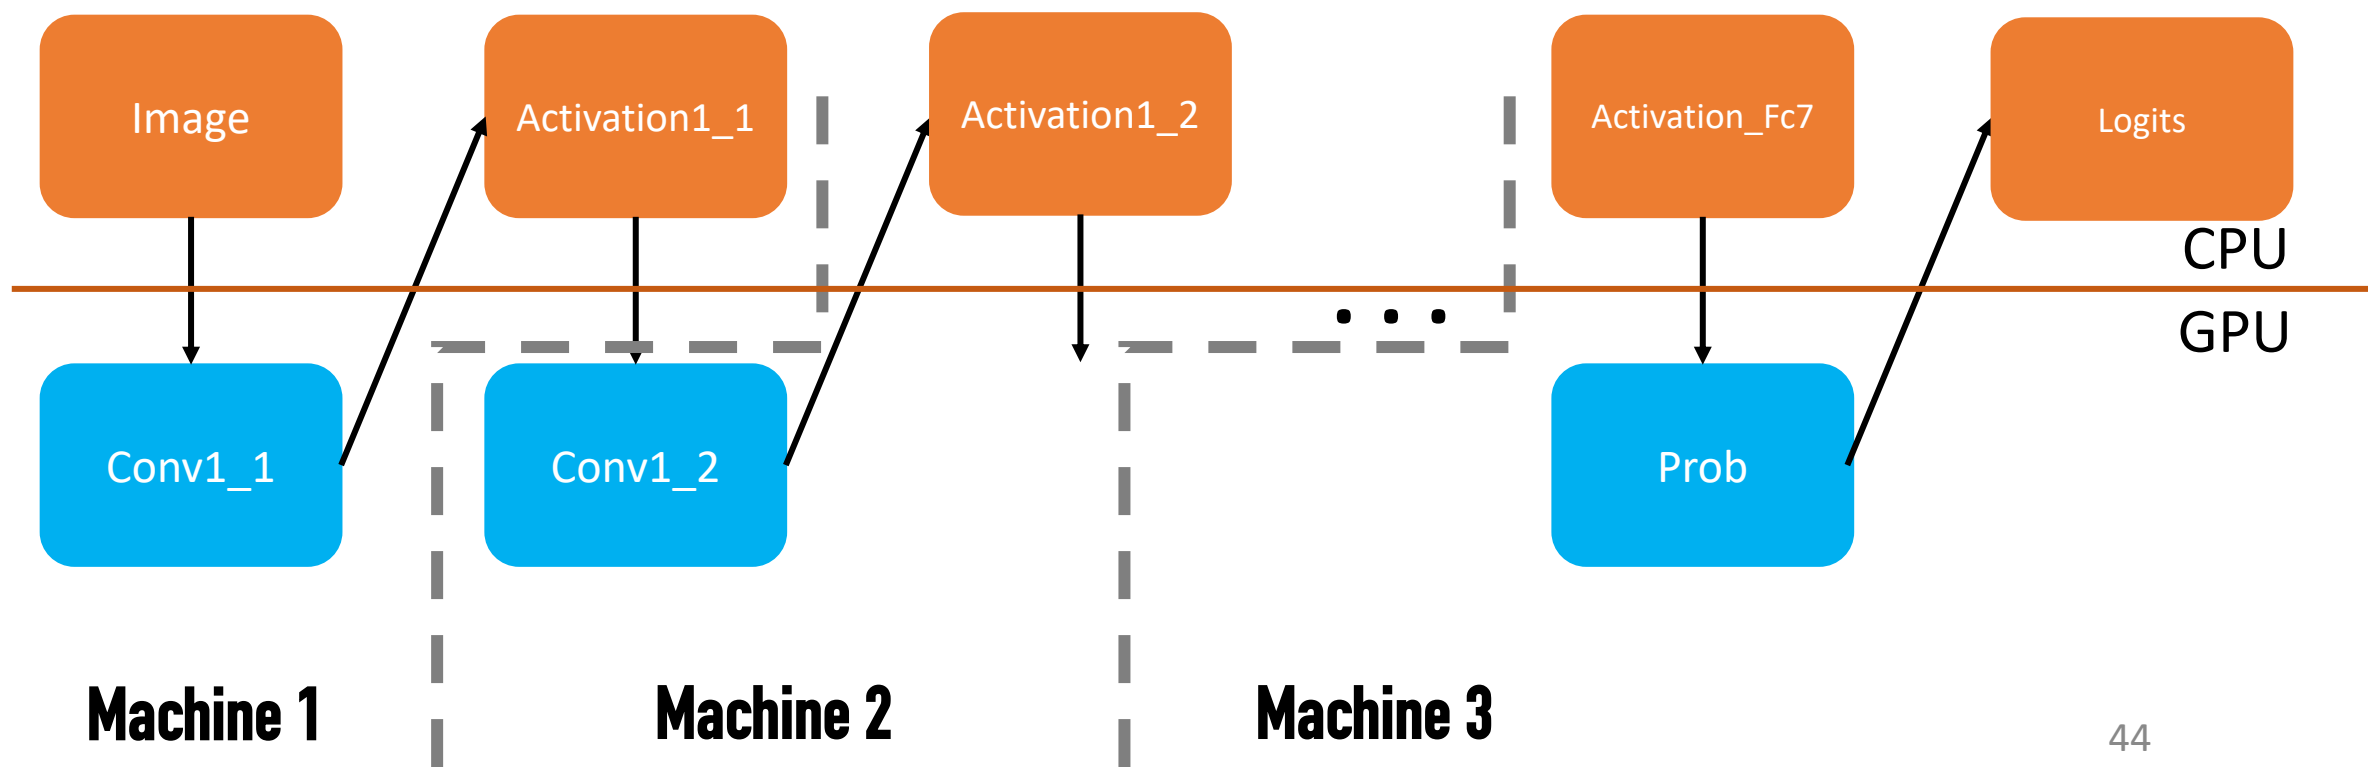 Image
Activation1_1
Activation1_2
Activation_Fc7
Logits
CPU
. . .
GPU
Conv1_1
Conv1_2
Prob
Machine 1
Machine 2
Machine 3
44